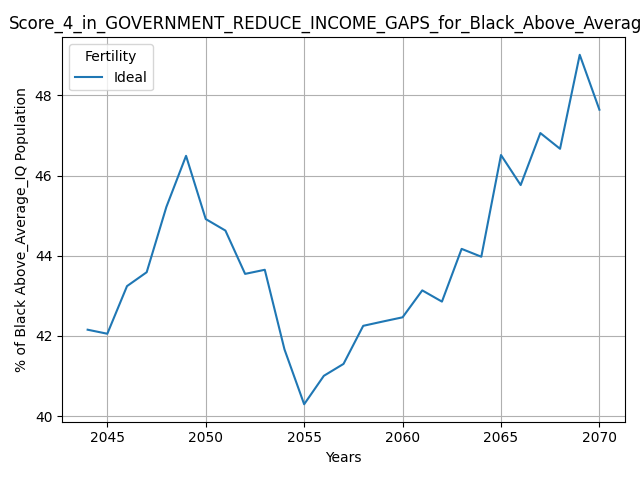 Score_4_in_GOVERNMENT_REDUCE_INCOME_GAPS_for_Black_Above_Averag
Fertility
Ideal
% of Black Above_Average_IQ Population
48
46
44
42
40
2045 2050 2055 2060 2065 2070
Years